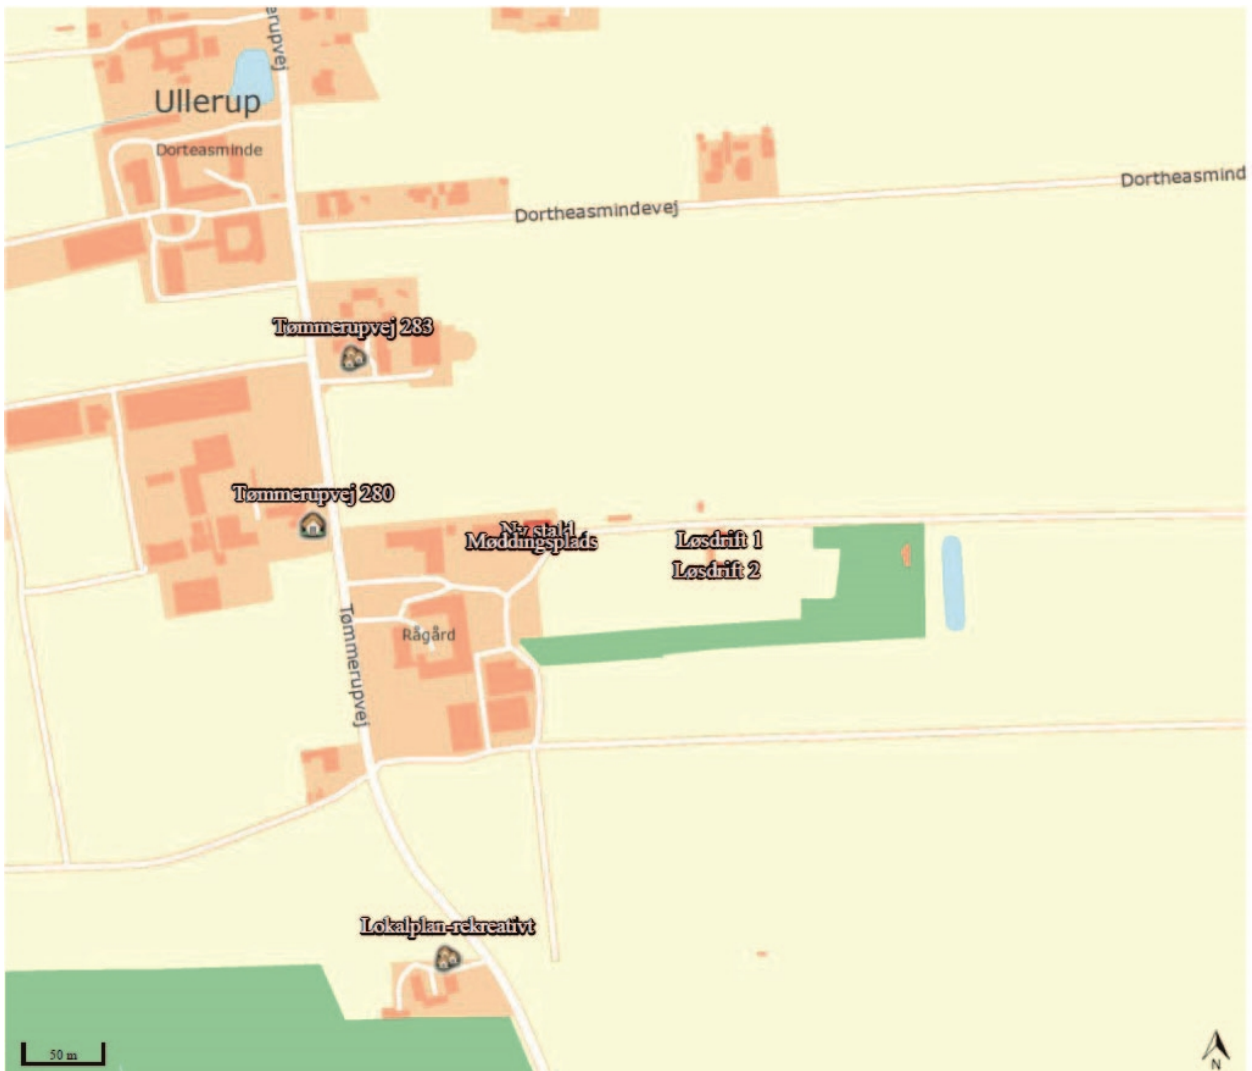 erupvej
Ullerup
Dorteasminde
Dortheasmind
Dortheasmindevej
Tømmerupvej 283
Tømmerupvej 280
Ny stald
Møddingsplads
Løsdrift 1
Løsdrift 2
Tømmerupvej
Rågård
Lokalplan-rekreativt
50 m
N